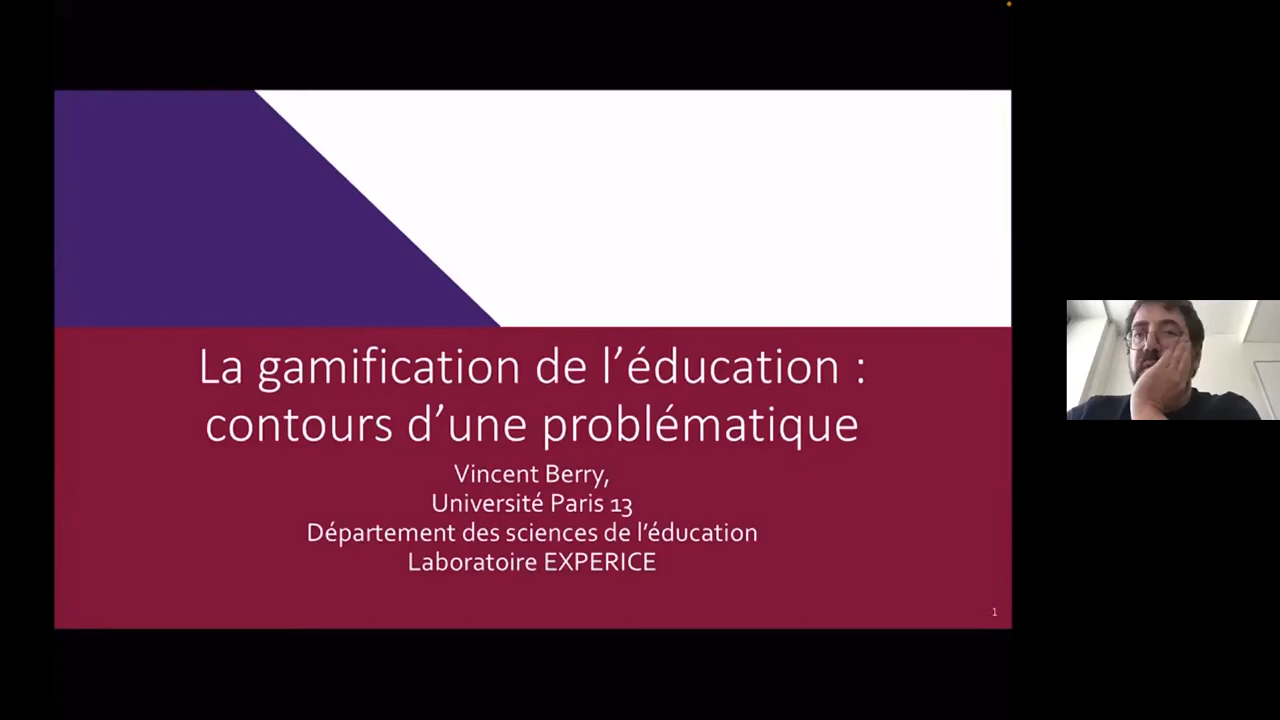 La gamification de l’éducation :
contours d’une problématique
Vincent Berry,
Université Paris 13
Département des sciences de l’éducation
Laboratoire EXPERICE
1